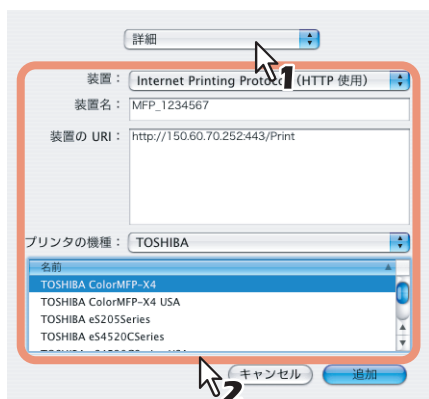 詳細
1
装置： Internet Printing Protoco (HTTP 使用)
装置名： MFP_1234567
装置の URI： http://150.60.70.252:443/Print
プリンタの機種： TOSHIBA
名前
TOSHIBA ColorMFP-X4
TOSHIBA ColorMFP-X4 USA
TOSHIBA eS205Series
TOSHIBA eS4520CSeries
キャンセル 追加
2